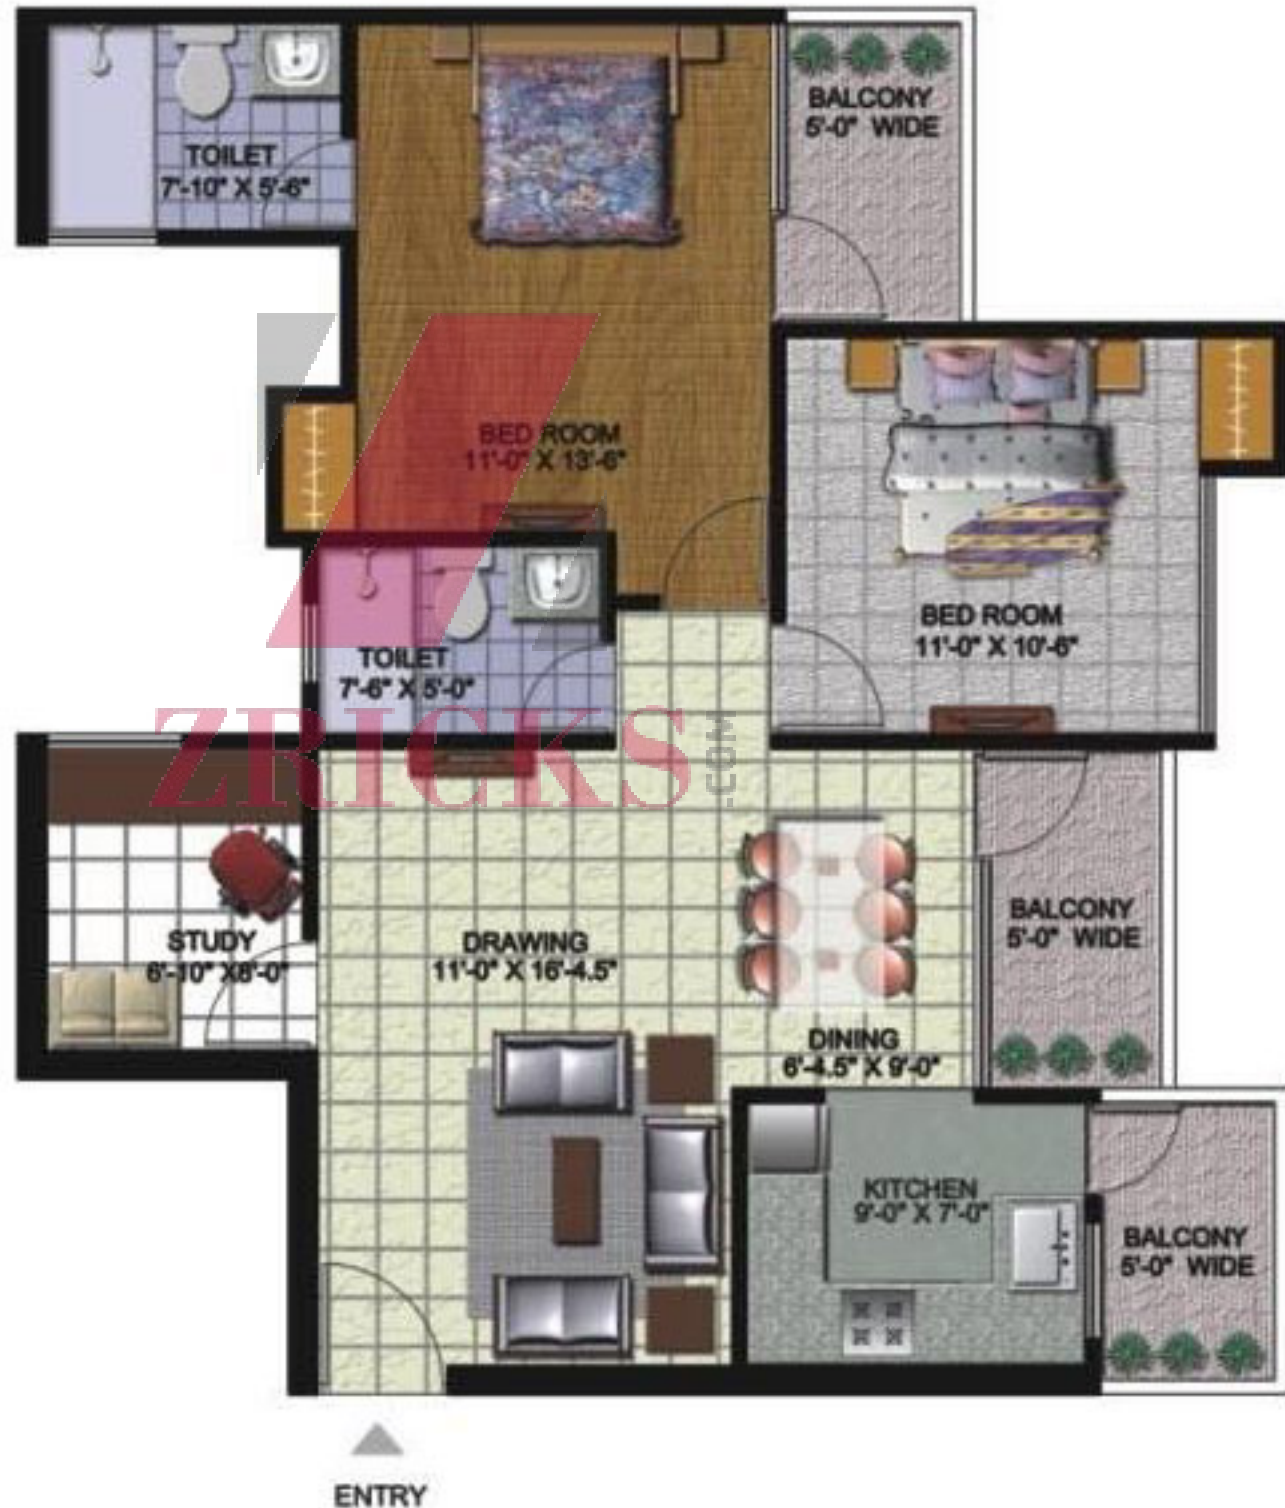 BALCONY
5'-0" WIDE
TOILET
7'-10" X 5'-6"
BED ROOM
11'-0" X 13'-6"
BED ROOM
11'-0" X 10'-6"
TOILET
7'-6" X 5'-0"
ZRICKS
.COM
BALCONY
5'-0" WIDE
STUDY
6'-10" X8'-0"
DRAWING
11'-0" X 16'-4.5"
DINING
6'-4.5" X 9'-0"
KITCHEN
9'-0" X 7'-0"
BALCONY
5'-0" WIDE
ENTRY